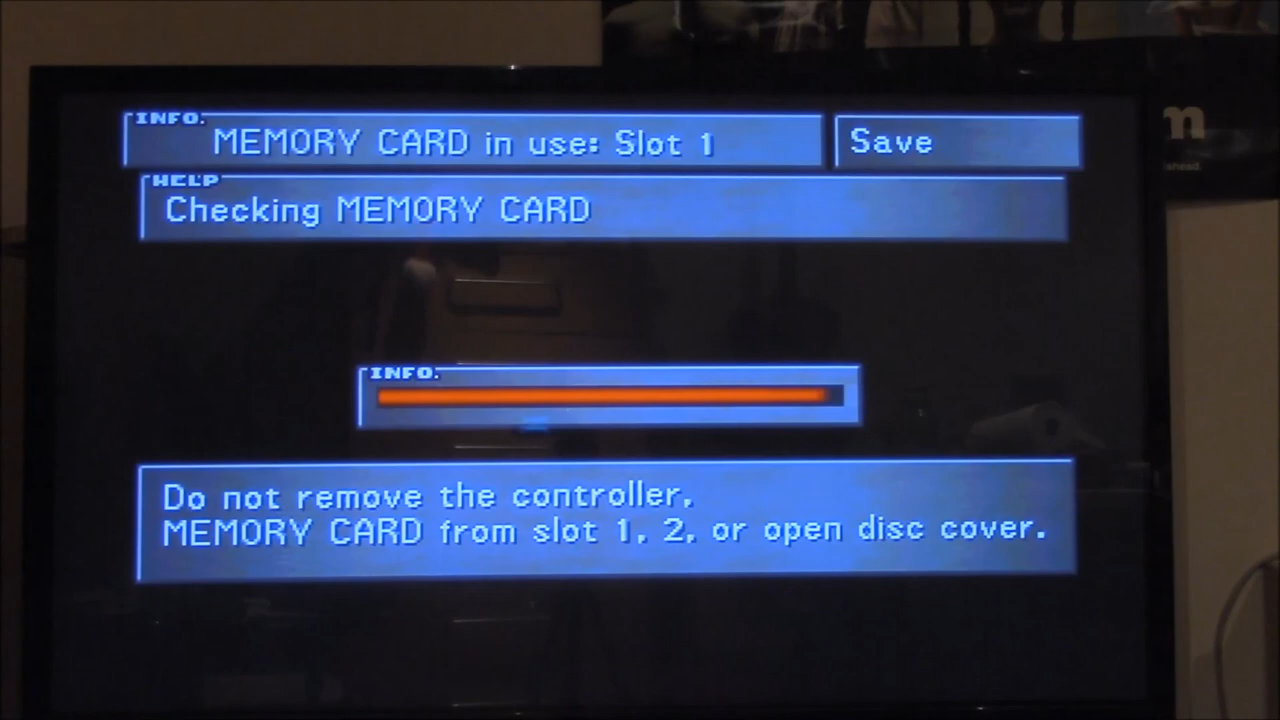 INFO.
MEMORY CARD in use: Slot 1
Save
HELP
Checking MEMORY CARD
INFO.
Do not remove the controller,
MEMORY CARD from slot 1, 2, or open disc cover.